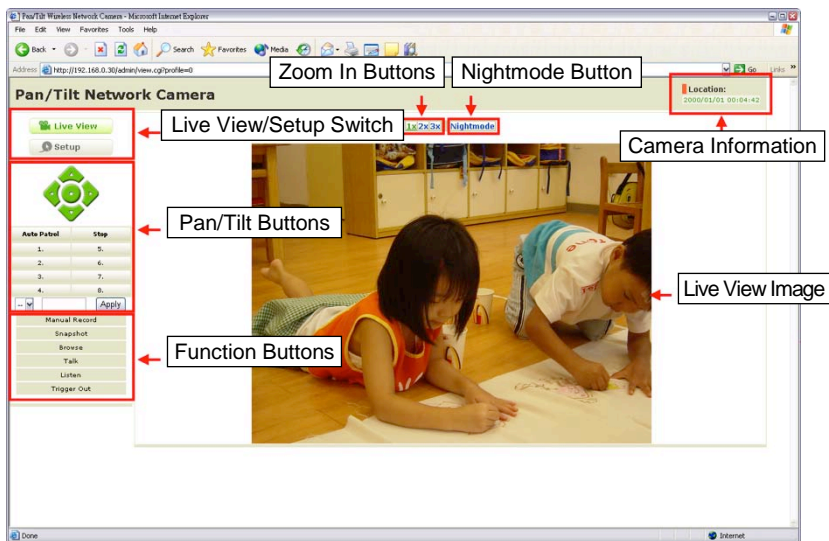 Pan/Tilt Wireless Network Camera - Microsoft Internet Explorer
File Edit View Favorites Tools Help
Back Search Favorites Media
Address http://192.168.0.30/admin/view.cgi?profile=0 Go Links »
Zoom In Buttons
Nightmode Button
Pan/Tilt Network Camera
Location:
2000/01/01 00:04:42
Live View
Setup
Live View/Setup Switch
1x 2x 3x Nightmode
Camera Information
Pan/Tilt Buttons
Auto Patrol Stop
1. 5.
2. 6.
3. 7.
4. 8.
-- Apply
Live View Image
Manual Record
Snapshot
Browse
Talk
Listen
Trigger Out
Function Buttons
Done Internet